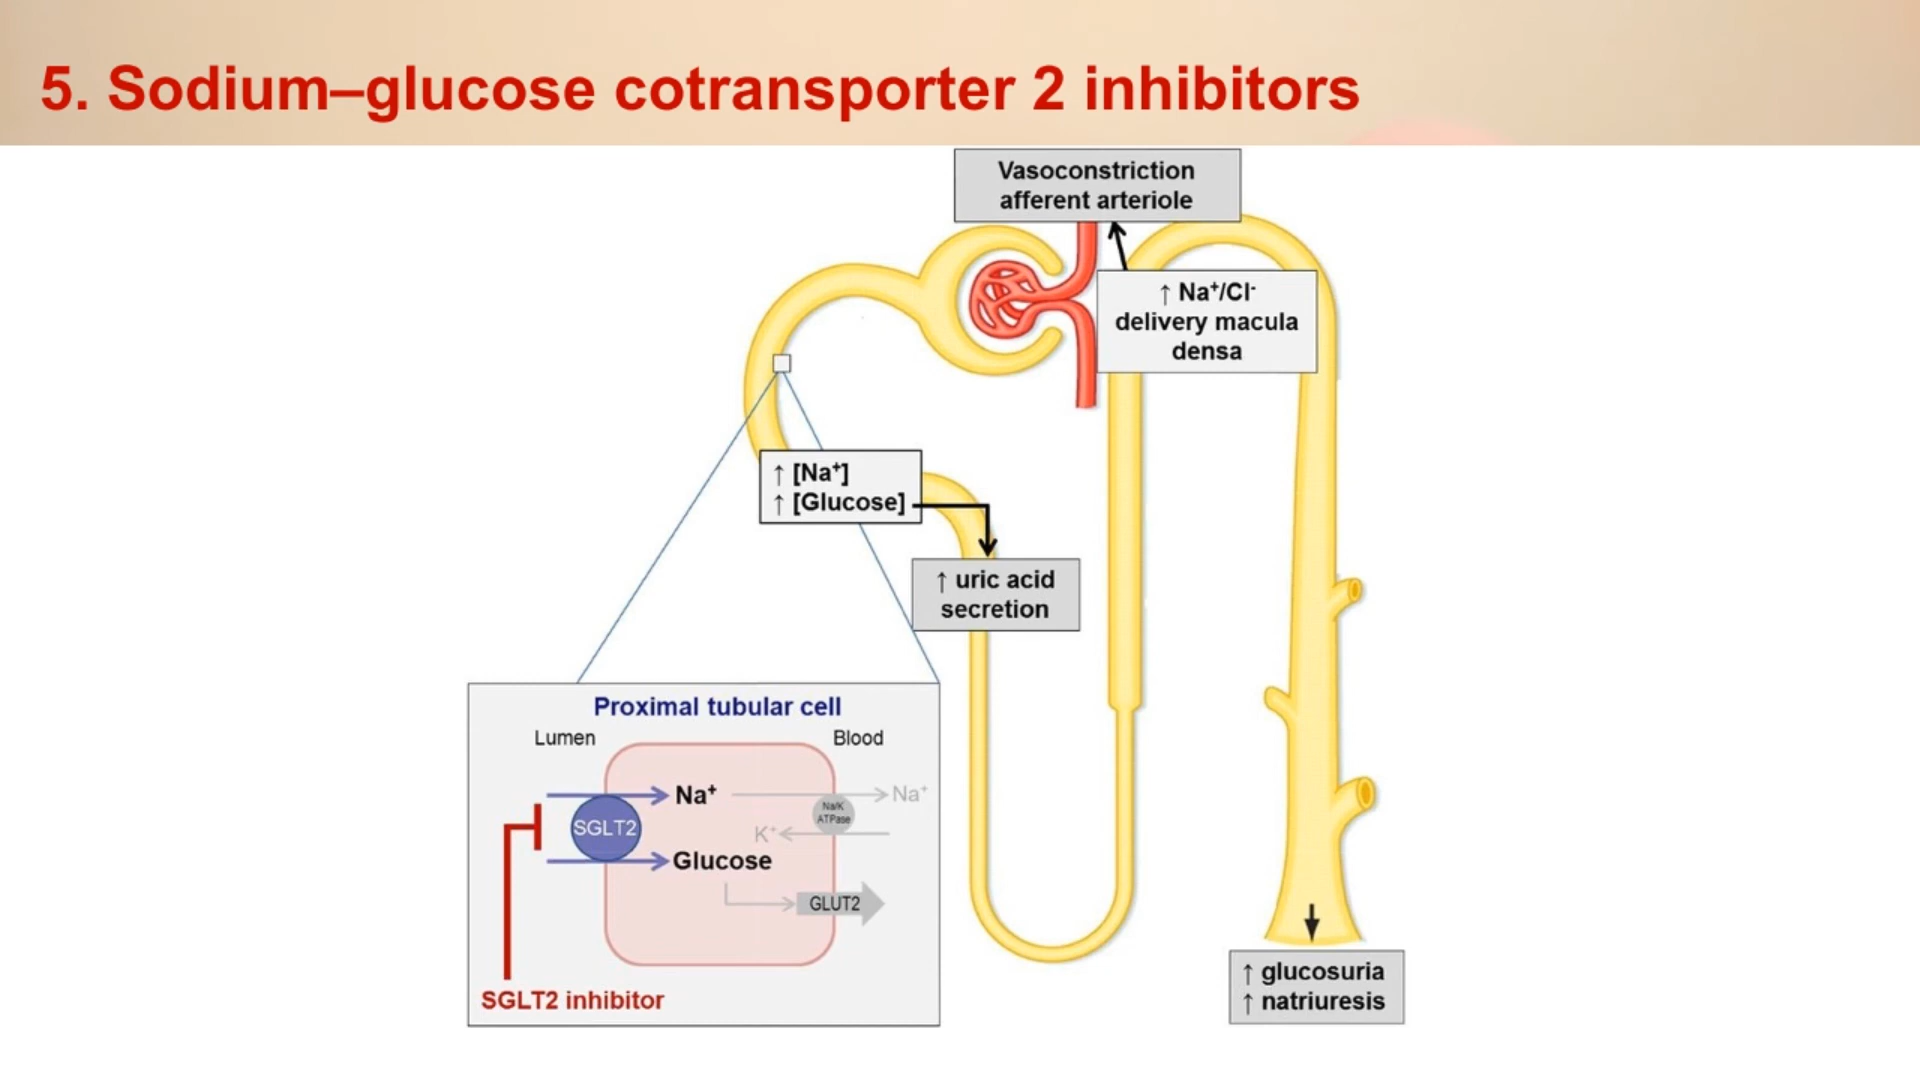 5. Sodium–glucose cotransporter 2 inhibitors
Vasoconstriction
afferent arteriole
↑ Na⁺/Cl⁻
delivery macula
densa
↑ [Na⁺]
↑ [Glucose]
↑ uric acid
secretion
Proximal tubular cell
Lumen
Blood
Na⁺
Na⁺
Na/K
ATPase
SGLT2
K⁺
Glucose
GLUT2
SGLT2 inhibitor
↑ glucosuria
↑ natriuresis